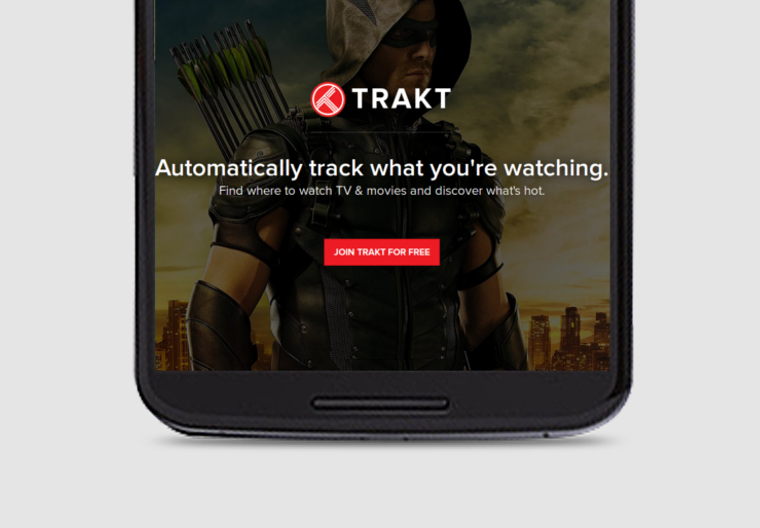 TRAKT
Automatically track what you're watching.
Find where to watch TV & movies and discover what's hot.
JOIN TRAKT FOR FREE